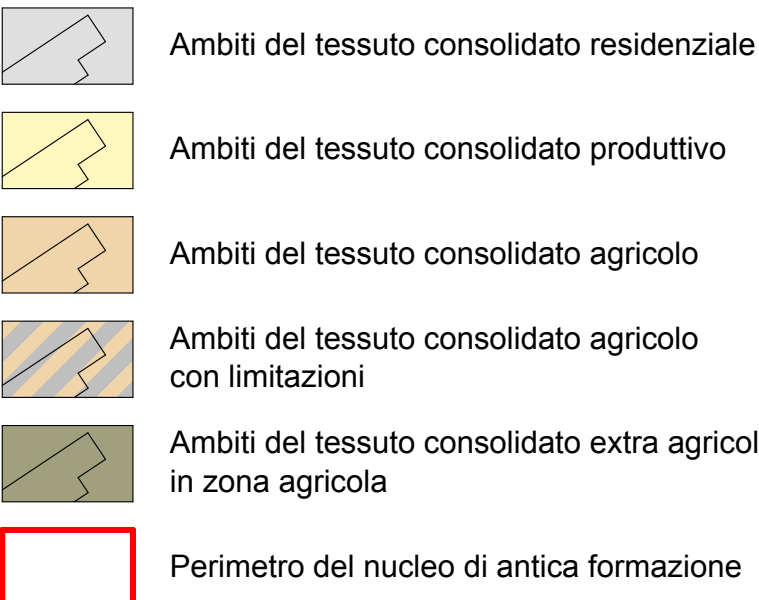 Ambiti del tessuto consolidato residenziale
Ambiti del tessuto consolidato produttivo
Ambiti del tessuto consolidato agricolo
Ambiti del tessuto consolidato agricolo
con limitazioni
Ambiti del tessuto consolidato extra agricol
in zona agricola
Perimetro del nucleo di antica formazione